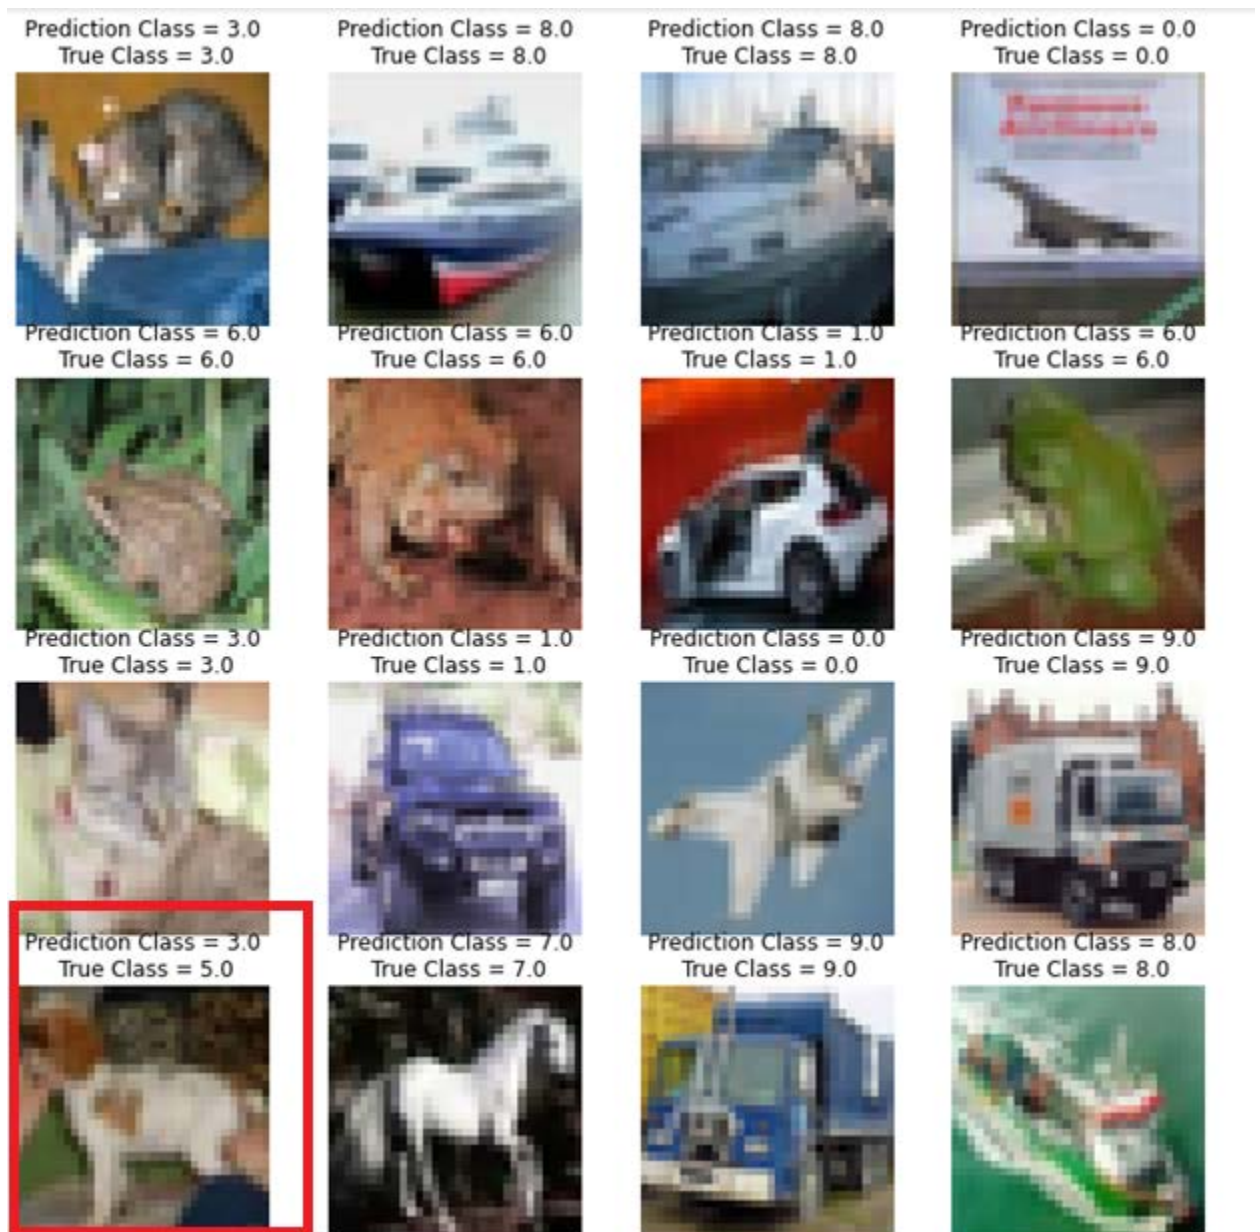 Prediction Class = 3.0
True Class = 3.0
Prediction Class = 8.0
True Class = 8.0
Prediction Class = 8.0
True Class = 8.0
Prediction Class = 0.0
True Class = 0.0
Prediction Class = 6.0
True Class = 6.0
Prediction Class = 6.0
True Class = 6.0
Prediction Class = 1.0
True Class = 1.0
Prediction Class = 6.0
True Class = 6.0
Prediction Class = 3.0
True Class = 3.0
Prediction Class = 1.0
True Class = 1.0
Prediction Class = 0.0
True Class = 0.0
Prediction Class = 9.0
True Class = 9.0
Prediction Class = 3.0
True Class = 5.0
Prediction Class = 7.0
True Class = 7.0
Prediction Class = 9.0
True Class = 9.0
Prediction Class = 8.0
True Class = 8.0